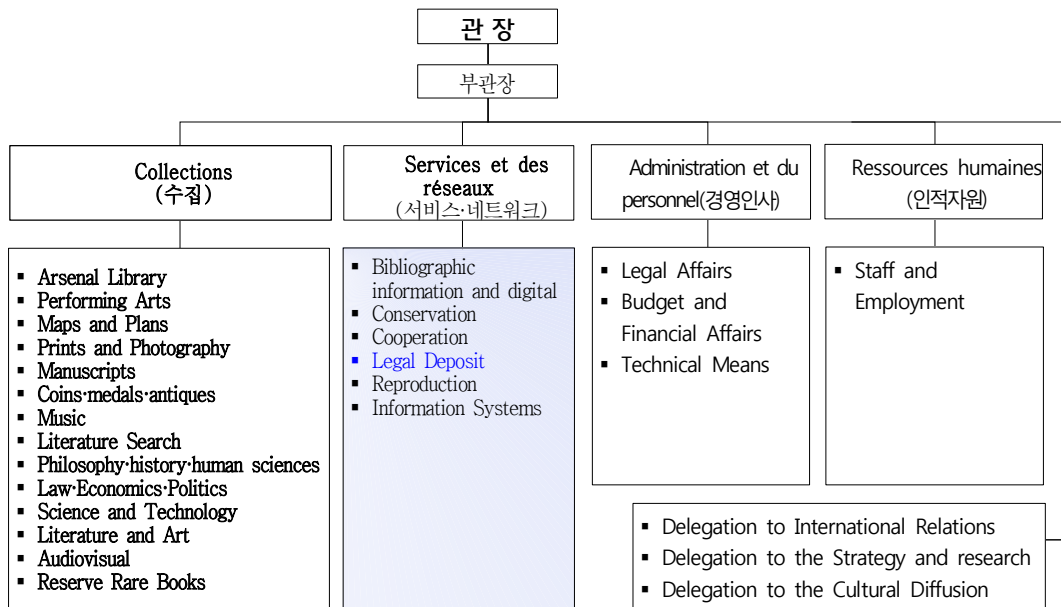 관 장
부관장
Collections
(수집)
Services et des
réseaux
(서비스·네트워크)
Administration et du
personnel(경영인사)
Ressources humaines
(인적자원)
▪ Arsenal Library
▪ Performing Arts
▪ Maps and Plans
▪ Prints and Photography
▪ Manuscripts
▪ Coins·medals·antiques
▪ Music
▪ Literature Search
▪ Philosophy·history·human sciences
▪ Law·Economics·Politics
▪ Science and Technology
▪ Literature and Art
▪ Audiovisual
▪ Reserve Rare Books
▪ Bibliographic
information and digital
▪ Conservation
▪ Cooperation
▪ Legal Deposit
▪ Reproduction
▪ Information Systems
▪ Legal Affairs
▪ Budget and
Financial Affairs
▪ Technical Means
▪ Staff and
Employment
▪ Delegation to International Relations
▪ Delegation to the Strategy and research
▪ Delegation to the Cultural Diffusion